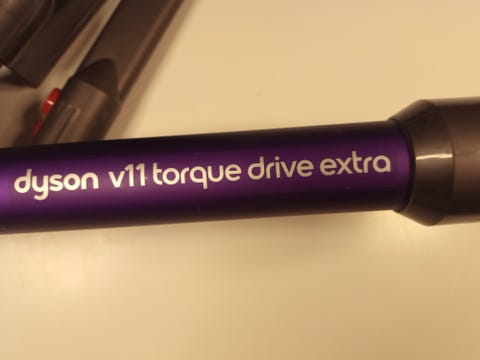 dyson v11 torque drive extra